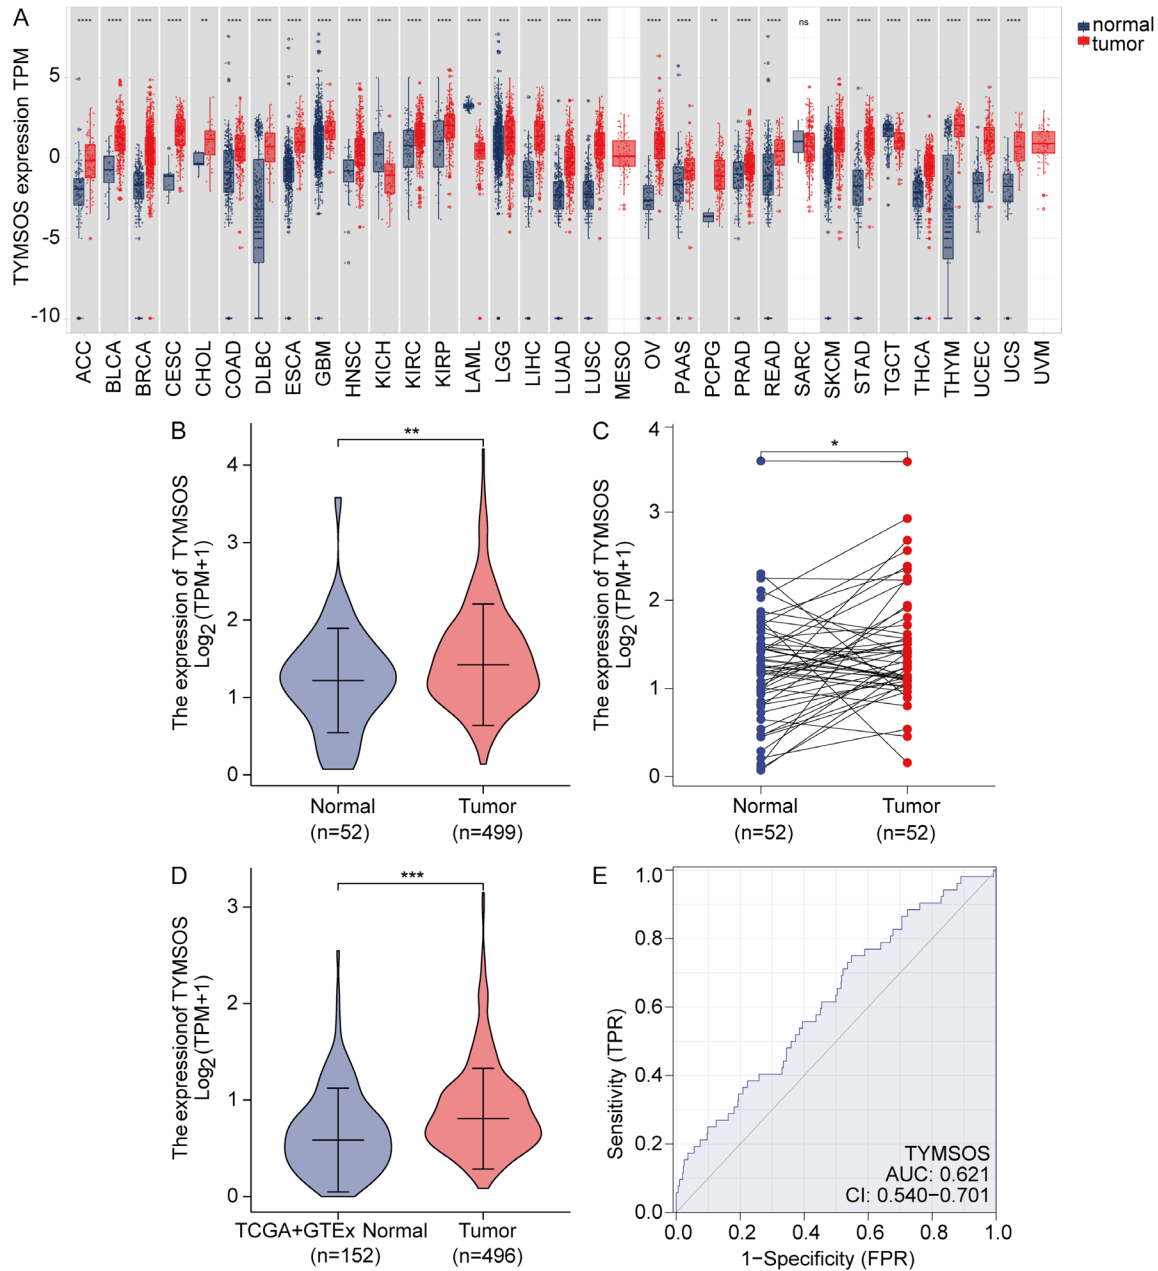 A
**** **** **** **** ** **** **** **** **** **** **** **** **** **** **** **** **** **** **** **** ** **** **** ns **** **** **** **** **** **** ****
normal
tumor
TYMSOS expression TPM
5
0
-5
-10
ACC BLCA BRCA CESC CHOL COAD DLBC ESCA GBM HNSC KICH KIRC KIRP LAML LGG LIHC LUAD LUSC MESO OV PAAS PCPG PRAD READ SARC SKCM STAD TGCT THCA THYM UCEC UCS UVM
B
**
The expression of TYMSOS
Log2 (TPM+1)
4
3
2
1
0
Normal Tumor
(n=52) (n=499)
C
*
The expression of TYMSOS
Log2 (TPM+1)
4
3
2
1
0
Normal Tumor
(n=52) (n=52)
D
***
The expressionof TYMSOS
Log2 (TPM+1)
3
2
1
0
TCGA+GTEx Normal Tumor
(n=152) (n=496)
E
Sensitivity (TPR)
1.0
0.8
0.6
0.4
0.2
0.0
TYMSOS
AUC: 0.621
CI: 0.540−0.701
0.0 0.2 0.4 0.6 0.8 1.0
1−Specificity (FPR)